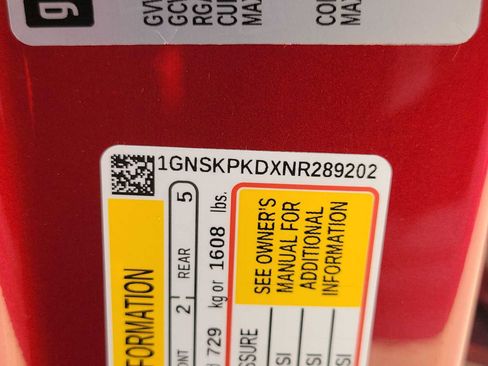 GV
GC
RG
CU
MA
CO
MA
1GNSKPKDXNR289202
ORMATION
ONT 2 REAR 5
729 kg or 1608 lbs.
SSURE
SEE OWNER'S
MANUAL FOR
ADDITIONAL
INFORMATION
SI
SI
SI